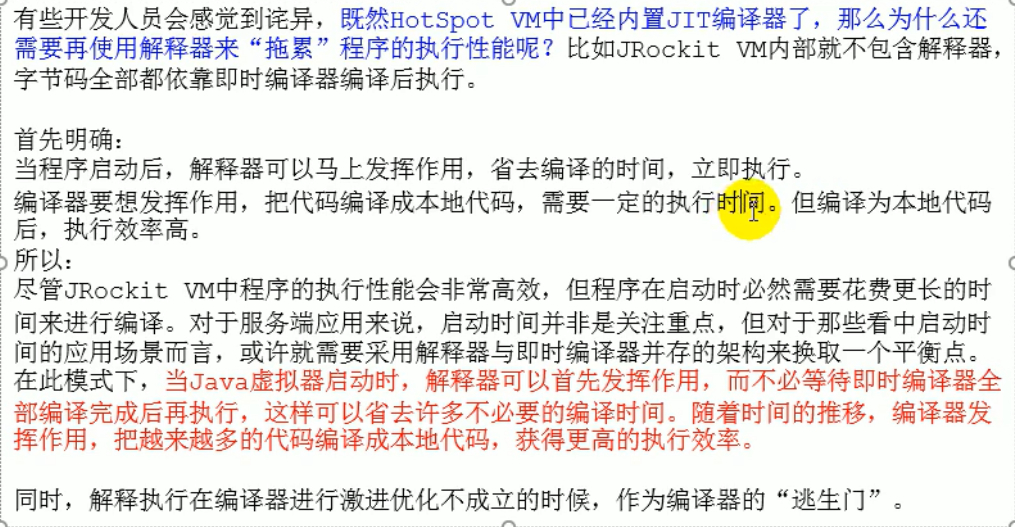 有些开发人员会感觉到诧异，既然HotSpot VM中已经内置JIT编译器了，那么为什么还
需要再使用解释器来“拖累”程序的执行性能呢？比如JRockit VM内部就不包含解释器，
字节码全部都依靠即时编译器编译后执行。
首先明确：
当程序启动后，解释器可以马上发挥作用，省去编译的时间，立即执行。
编译器要想发挥作用，把代码编译成本地代码，需要一定的执行时间。但编译为本地代码
后，执行效率高。
所以：
尽管JRockit VM中程序的执行性能会非常高效，但程序在启动时必然需要花费更长的时
间来进行编译。对于服务端应用来说，启动时间并非是关注重点，但对于那些看中启动时
间的应用场景而言，或许就需要采用解释器与即时编译器并存的架构来换取一个平衡点。
在此模式下，当Java虚拟器启动时，解释器可以首先发挥作用，而不必等待即时编译器全
部编译完成后再执行，这样可以省去许多不必要的编译时间。随着时间的推移，编译器发
挥作用，把越来越多的代码编译成本地代码，获得更高的执行效率。
同时，解释执行在编译器进行激进优化不成立的时候，作为编译器的“逃生门”。